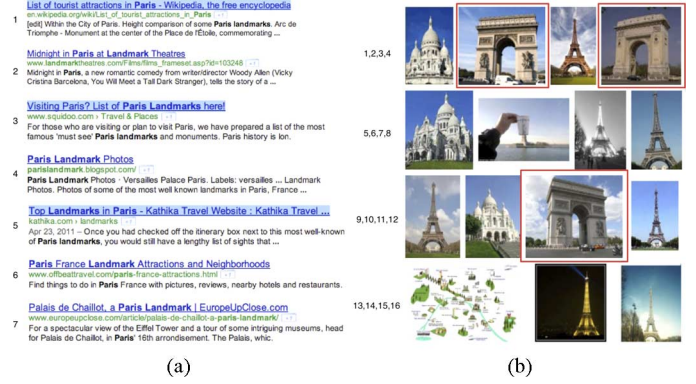 1
List of tourist attractions in Paris - Wikipedia, the free encyclopedia
en.wikipedia.org/wiki/List_of_tourist_attractions_in_Paris +1
[edit] Within the City of Paris. Height comparison of some Paris landmarks. Arc de
Triomphe - Monument at the center of the Place de l'Étoile, commemorating ...
2
Midnight in Paris at Landmark Theatres
www.landmarktheatres.com/Films/films_frameset.asp?id=103248 +1
Midnight in Paris, a new romantic comedy from writer/director Woody Allen (Vicky
Cristina Barcelona, You Will Meet a Tall Dark Stranger), tells the story of a ...
3
Visiting Paris? List of Paris Landmarks here!
www.squidoo.com › Travel & Places +1
For those who are visiting or plan to visit Paris, we have prepared a list of the most
famous 'must see' Paris landmarks and monuments. Paris history is lon.
4
Paris Landmark Photos
parislandmark.blogspot.com/ +1
Paris Landmark Photos · Versailles Palace Paris. Labels: versailles ... Landmark
Photos. Photos of some of the most well known landmarks in Paris, France ...
5
Top Landmarks in Paris - Kathika Travel Website : Kathika Travel ...
kathika.com › landmarks +1
Apr 23, 2011 – Once you had checked off the itinerary box next to this most well-known
of Paris landmarks, you would still have a lengthy list of sights that ...
6
Paris France Landmark Attractions and Neighborhoods
www.offbeattravel.com/paris-france-attractions.html +1
Find things to do in Paris France with pictures, reviews, nearby hotels and restaurants.
7
Palais de Chaillot, a Paris Landmark | EuropeUpClose.com
www.europeupclose.com/article/palais-de-chaillot-a-paris-landmark/ +1
For a spectacular view of the Eiffel Tower and a tour of some intriguing museums, head
for Palais de Chaillot, in Paris' 16th arrondisement. The Palais, whic.
(a)
1,2,3,4
5,6,7,8
9,10,11,12
13,14,15,16
(b)